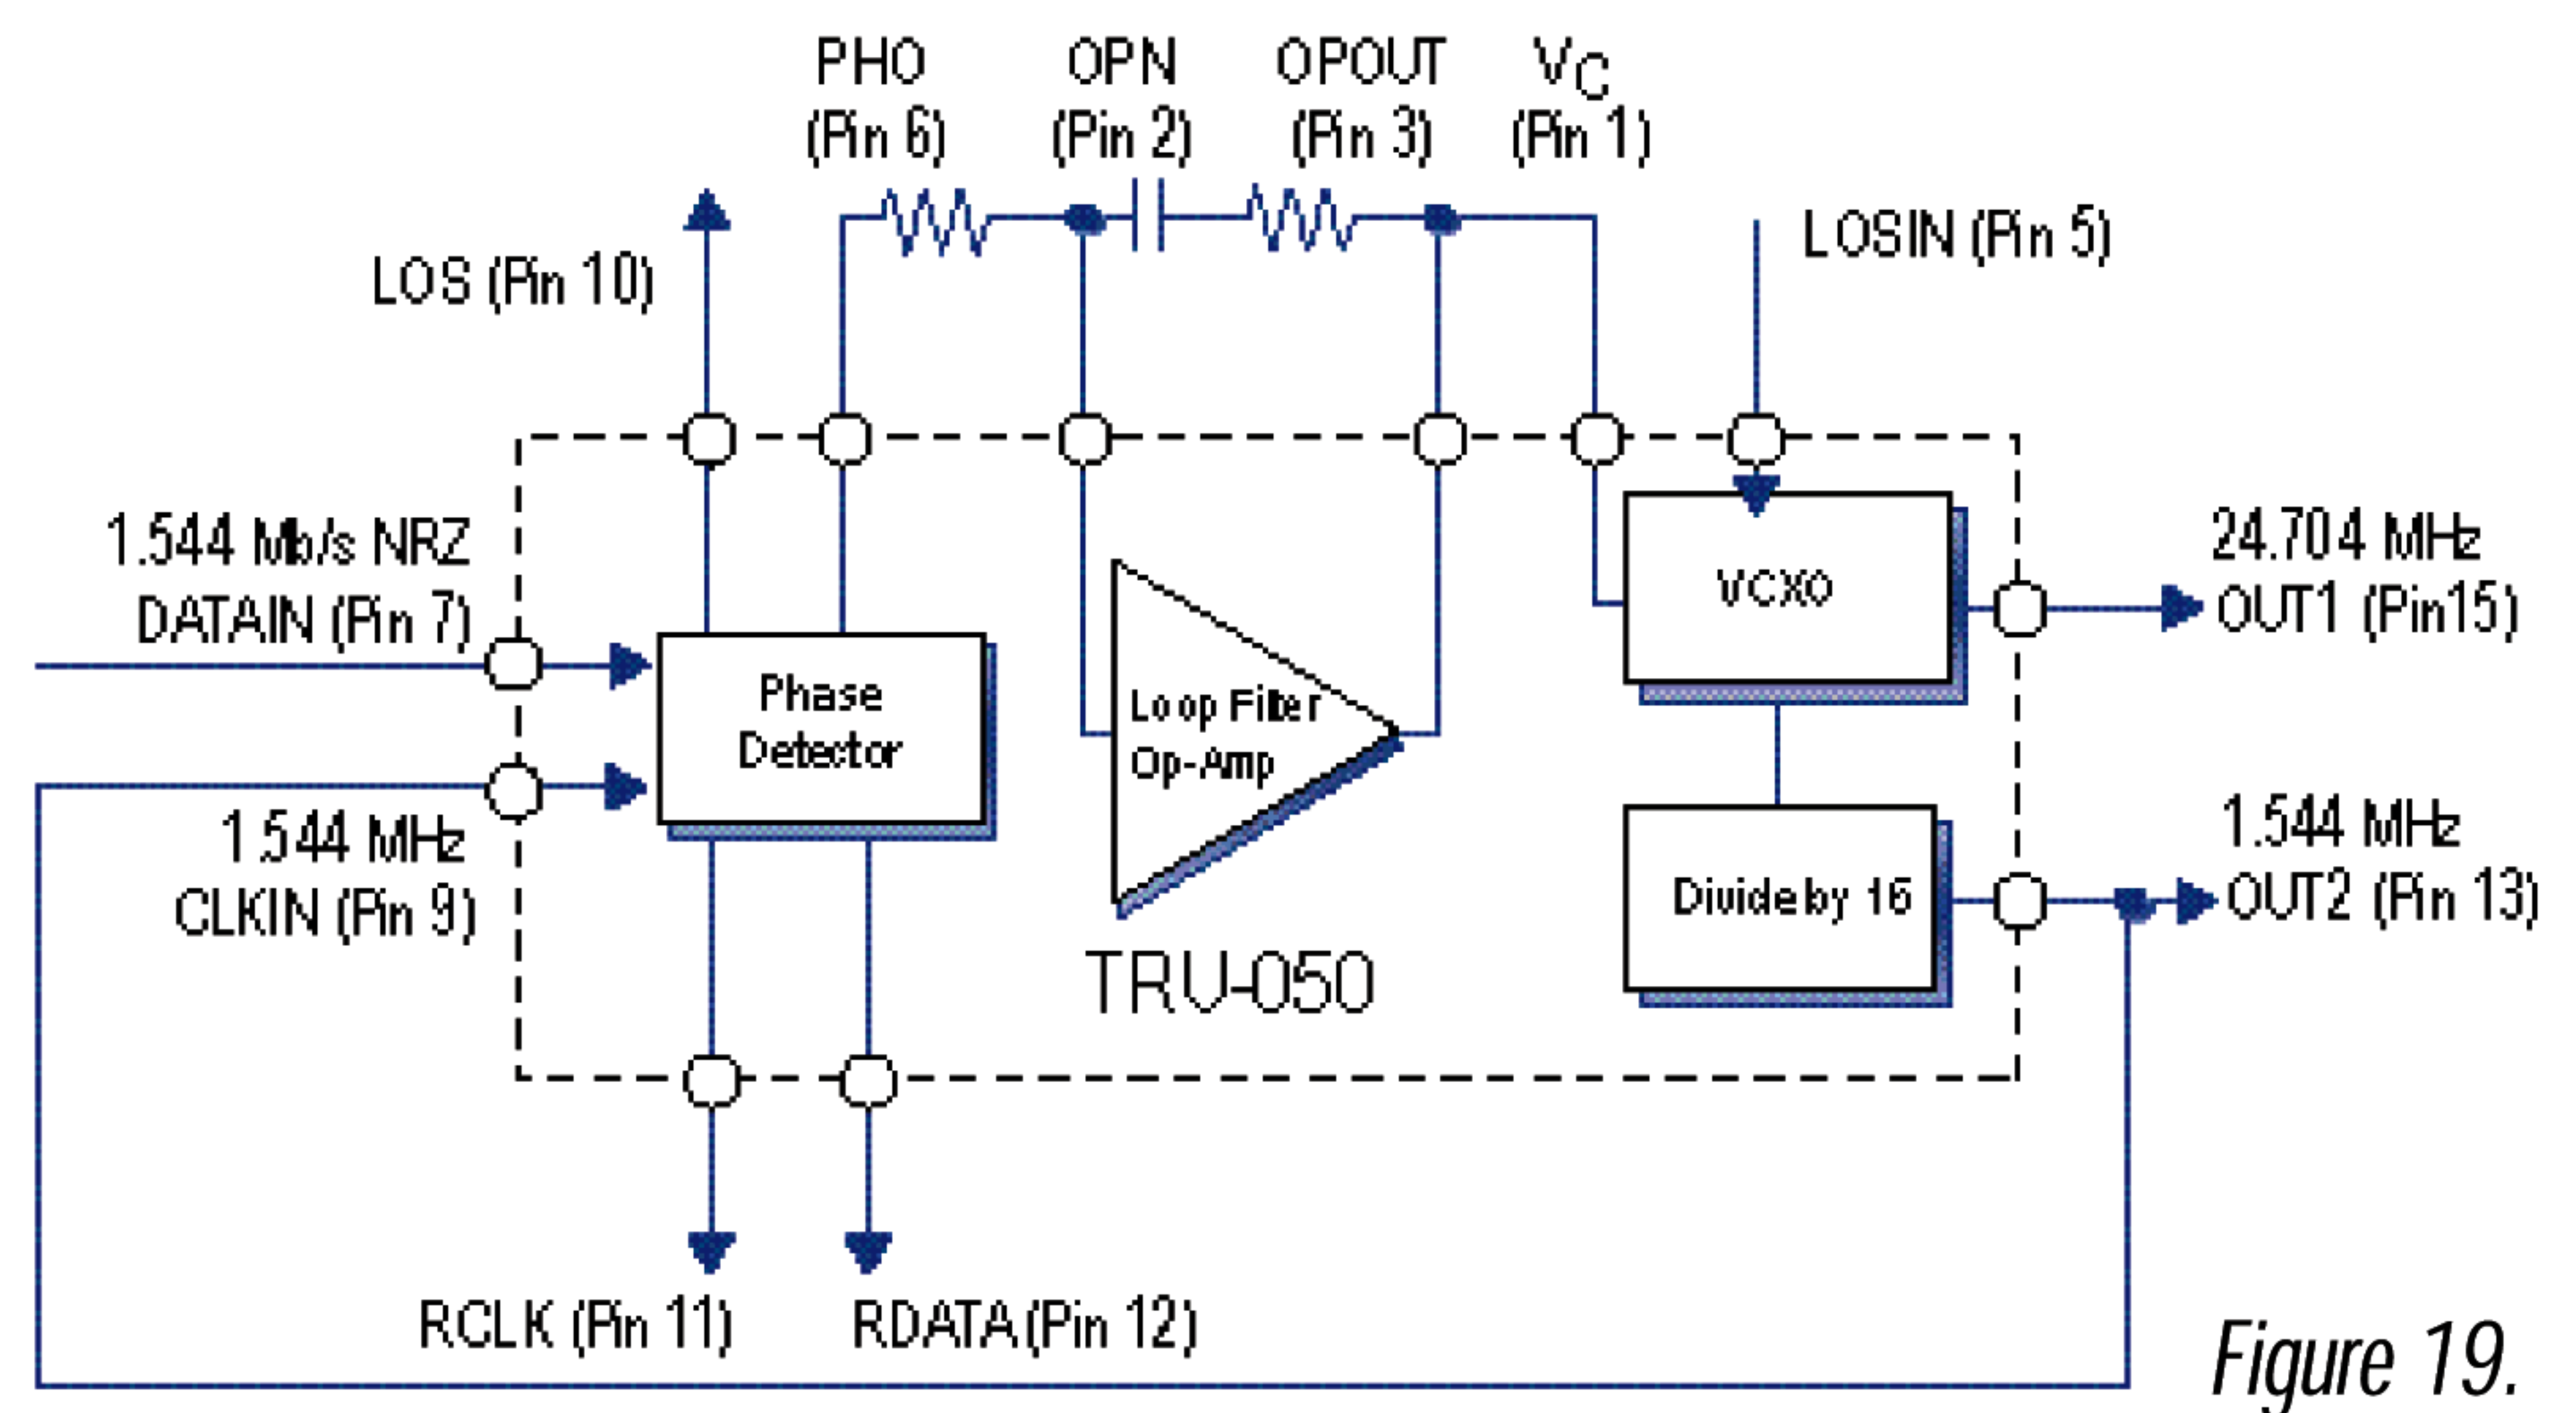 PHO
(Pin 6)
OPN
(Pin 2)
OPOUT
(Pin 3)
VC
(Pin 1)
LOS (Pin 10)
LOSIN (Pin 5)
1.544 Mb/s NRZ
DATAIN (Pin 7)
1.544 MHz
CLKIN (Pin 9)
Phase
Detector
Loop Filter
Op-Amp
VCXO
Divide by 16
24.704 MHz
OUT1 (Pin15)
1.544 MHz
OUT2 (Pin 13)
TRU-050
RCLK (Pin 11)
RDATA (Pin 12)
Figure 19.